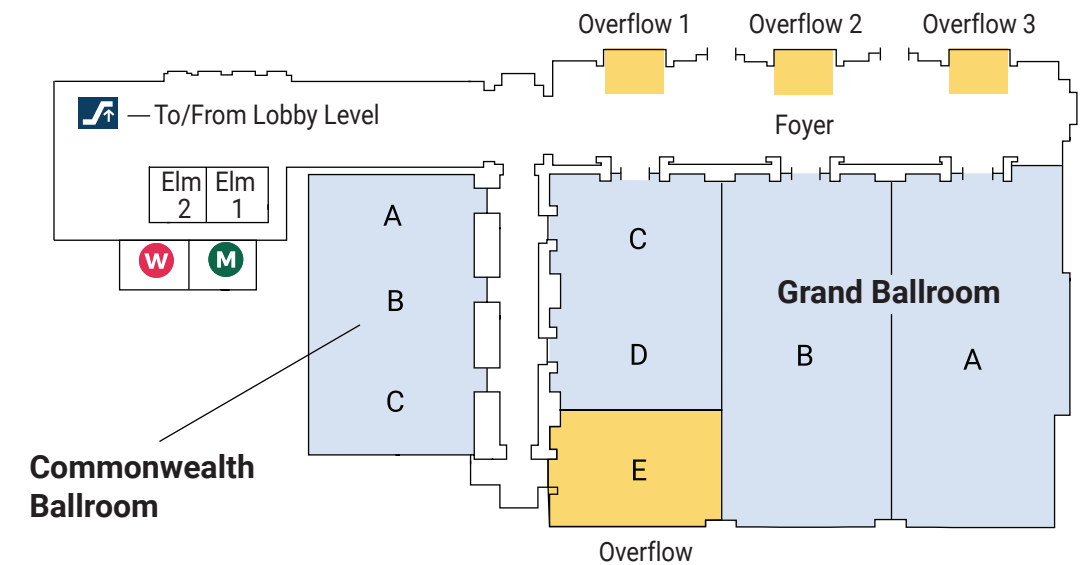 Overflow 1
Overflow 2
Overflow 3
— To/From Lobby Level
Foyer
Elm
2
Elm
1
W
M
A
B
C
C
D
E
Grand Ballroom
B
A
Commonwealth
Ballroom
Overflow